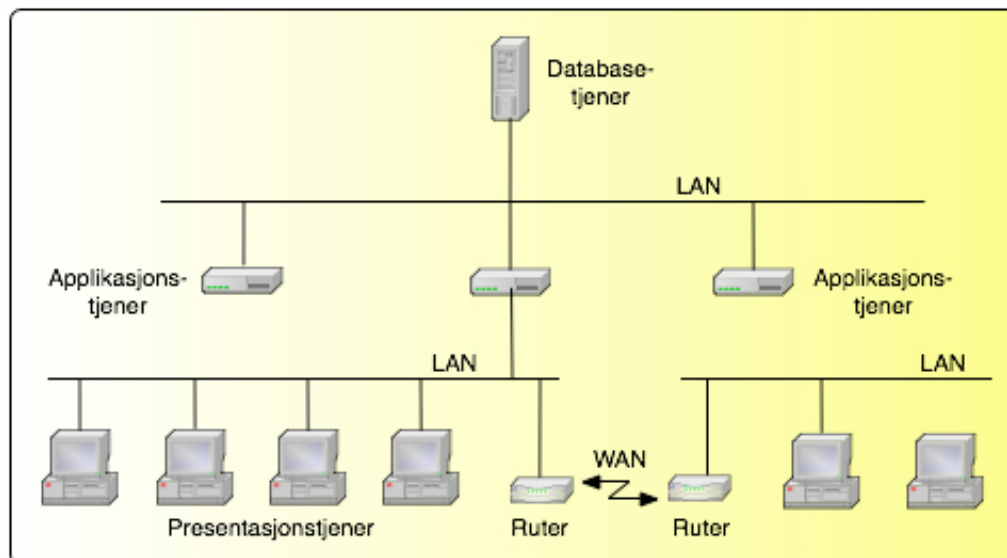 Database-
tjener
LAN
Applikasjons-
tjener
Applikasjons-
tjener
LAN
LAN
WAN
Presentasjonstjener
Ruter
Ruter